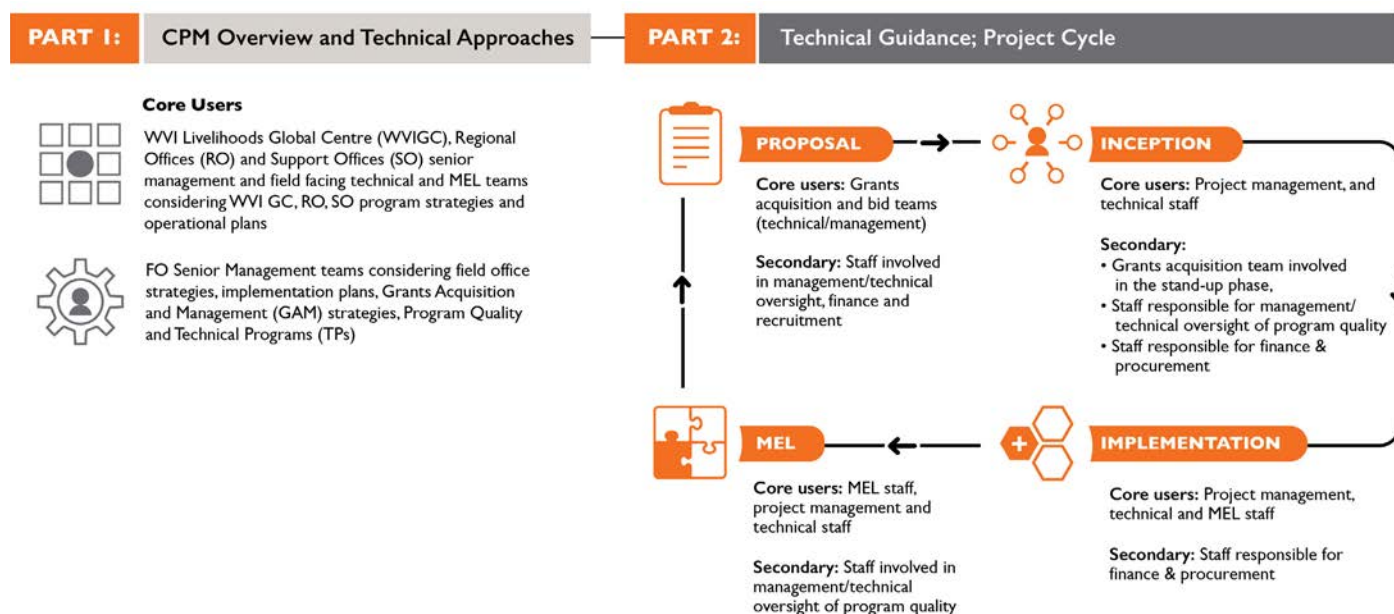 PART 1:
CPM Overview and Technical Approaches
PART 2:
Technical Guidance; Project Cycle
Core Users
WVI Livelihoods Global Centre (WVIGC), Regional
Offices (RO) and Support Offices (SO) senior
management and field facing technical and MEL teams
considering WVI GC, RO, SO program strategies and
operational plans
FO Senior Management teams considering field office
strategies, implementation plans, Grants Acquisition
and Management (GAM) strategies, Program Quality
and Technical Programs (TPs)
PROPOSAL
Core users: Grants
acquisition and bid teams
(technical/management)
Secondary: Staff involved
in management/technical
oversight, finance and
recruitment
INCEPTION
Core users: Project management, and
technical staff
Secondary:
• Grants acquisition team involved
in the stand-up phase,
• Staff responsible for management/
technical oversight of program quality
• Staff responsible for finance &
procurement
MEL
Core users: MEL staff,
project management and
technical staff
Secondary: Staff involved in
management/technical
oversight of program quality
IMPLEMENTATION
Core users: Project management,
technical and MEL staff
Secondary: Staff responsible for
finance & procurement